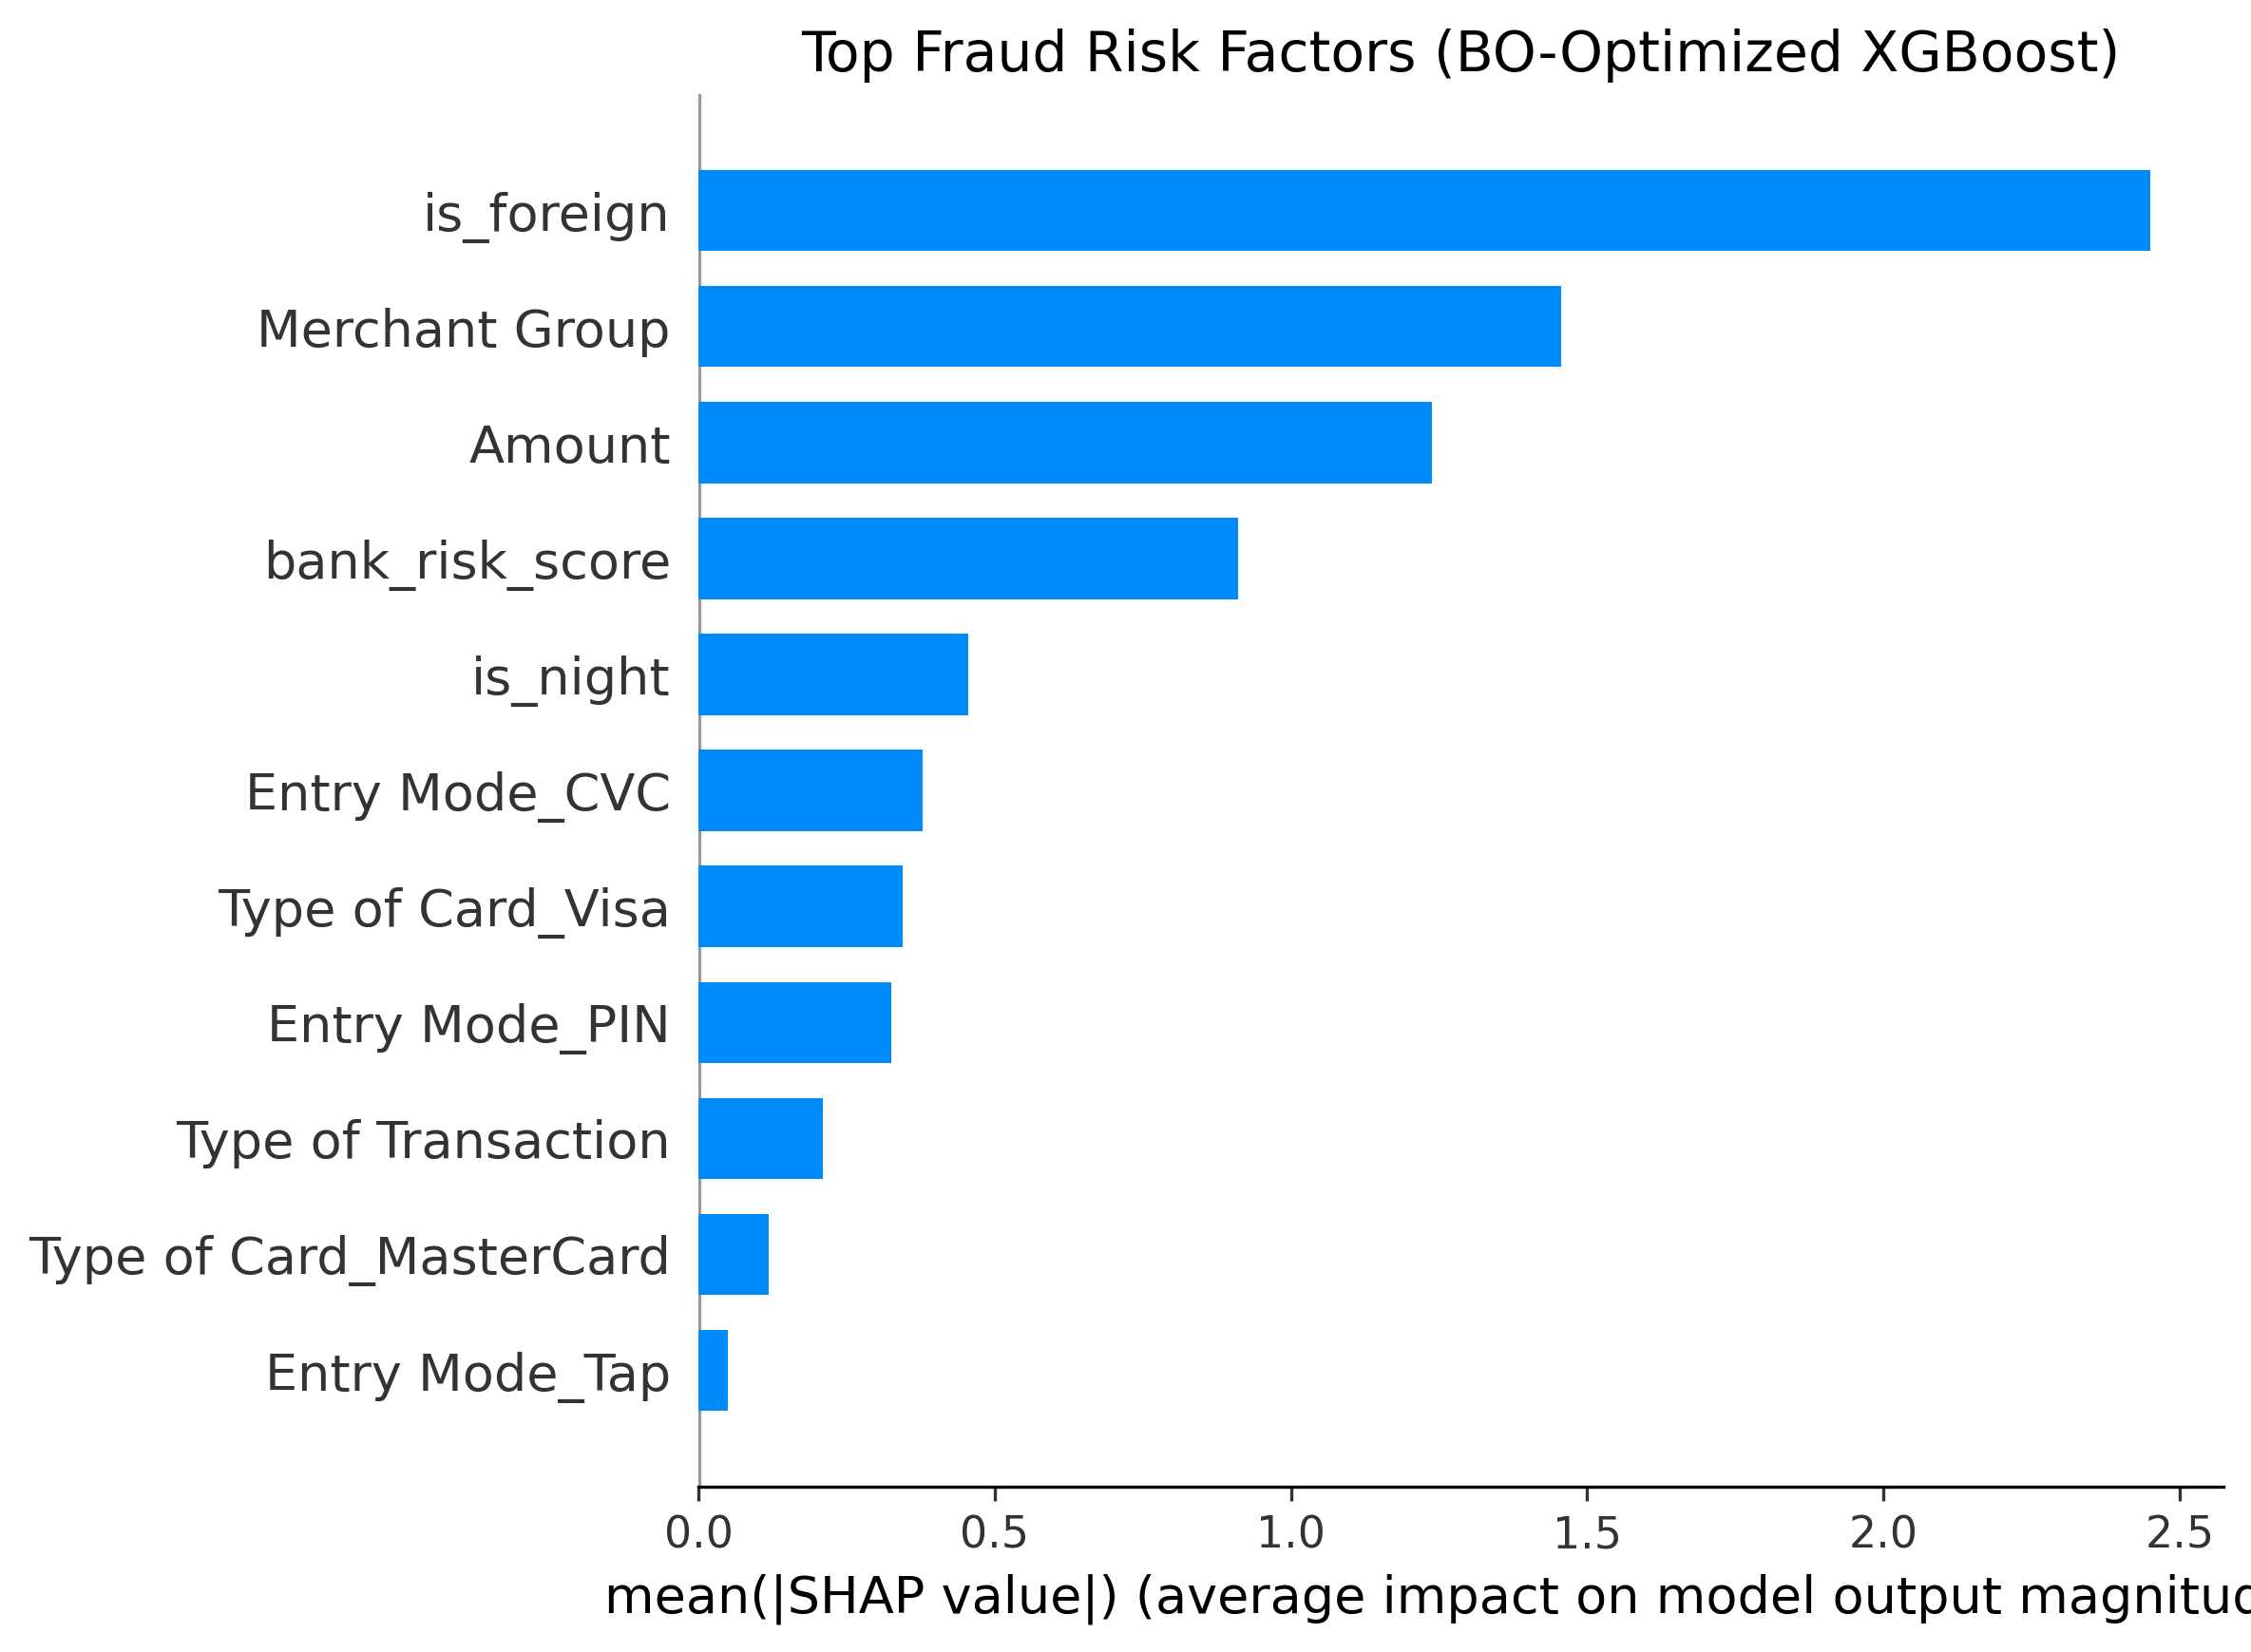 Top Fraud Risk Factors (BO-Optimized XGBoost)
is_foreign
Merchant Group
Amount
bank_risk_score
is_night
Entry Mode_CVC
Type of Card_Visa
Entry Mode_PIN
Type of Transaction
Type of Card_MasterCard
Entry Mode_Tap
0.0 0.5 1.0 1.5 2.0 2.5
mean(|SHAP value|) (average impact on model output magnitud